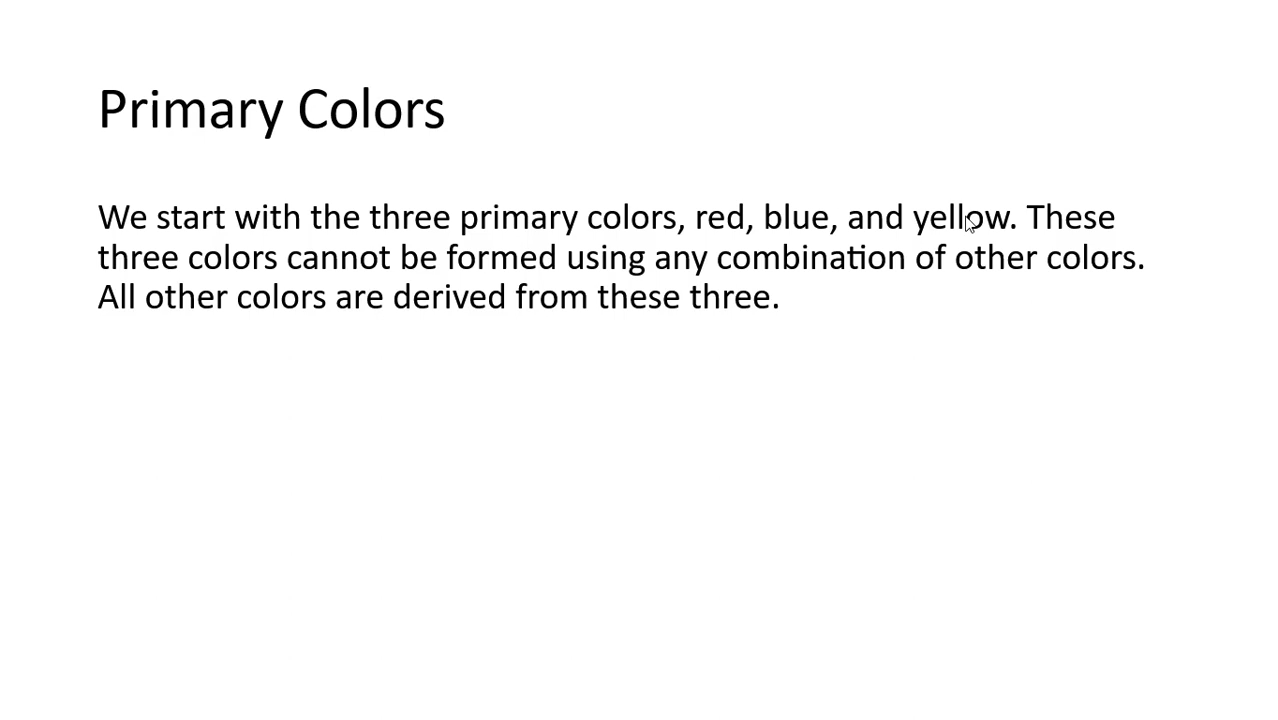 Primary Colors
We start with the three primary colors, red, blue, and yellow. These
three colors cannot be formed using any combination of other colors.
All other colors are derived from these three.